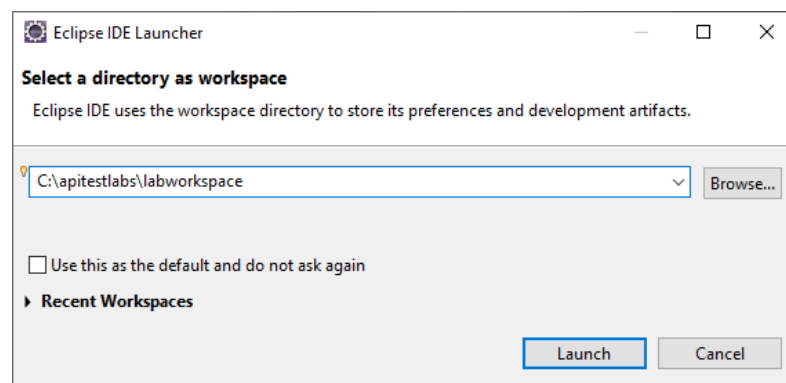 Eclipse IDE Launcher
Select a directory as workspace
Eclipse IDE uses the workspace directory to store its preferences and development artifacts.
C:\apitestlabs\labworkspace
Browse...
Use this as the default and do not ask again
Recent Workspaces
Launch
Cancel